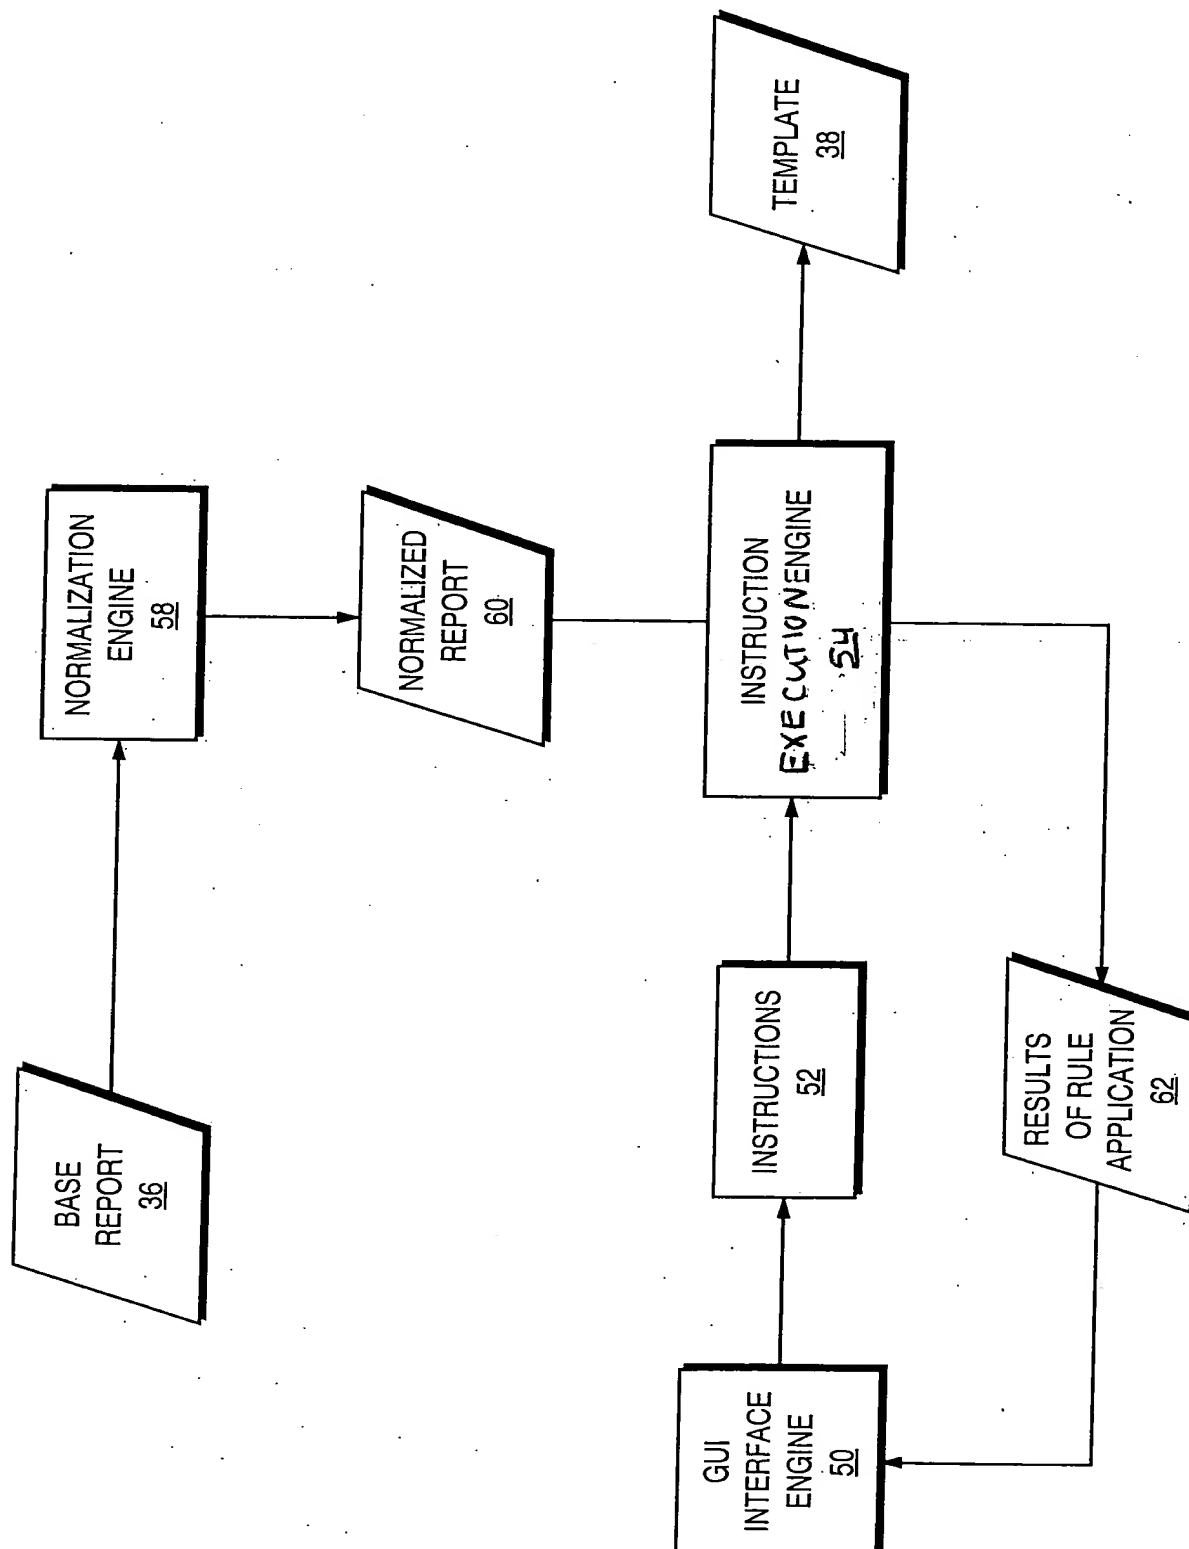 BASE
REPORT
36
NORMALIZATION
ENGINE
58
NORMALIZED
REPORT
60
GUI
INTERFACE
ENGINE
50
INSTRUCTIONS
52
INSTRUCTION
EXECUTION ENGINE
54
TEMPLATE
38
RESULTS
OF RULE
APPLICATION
62